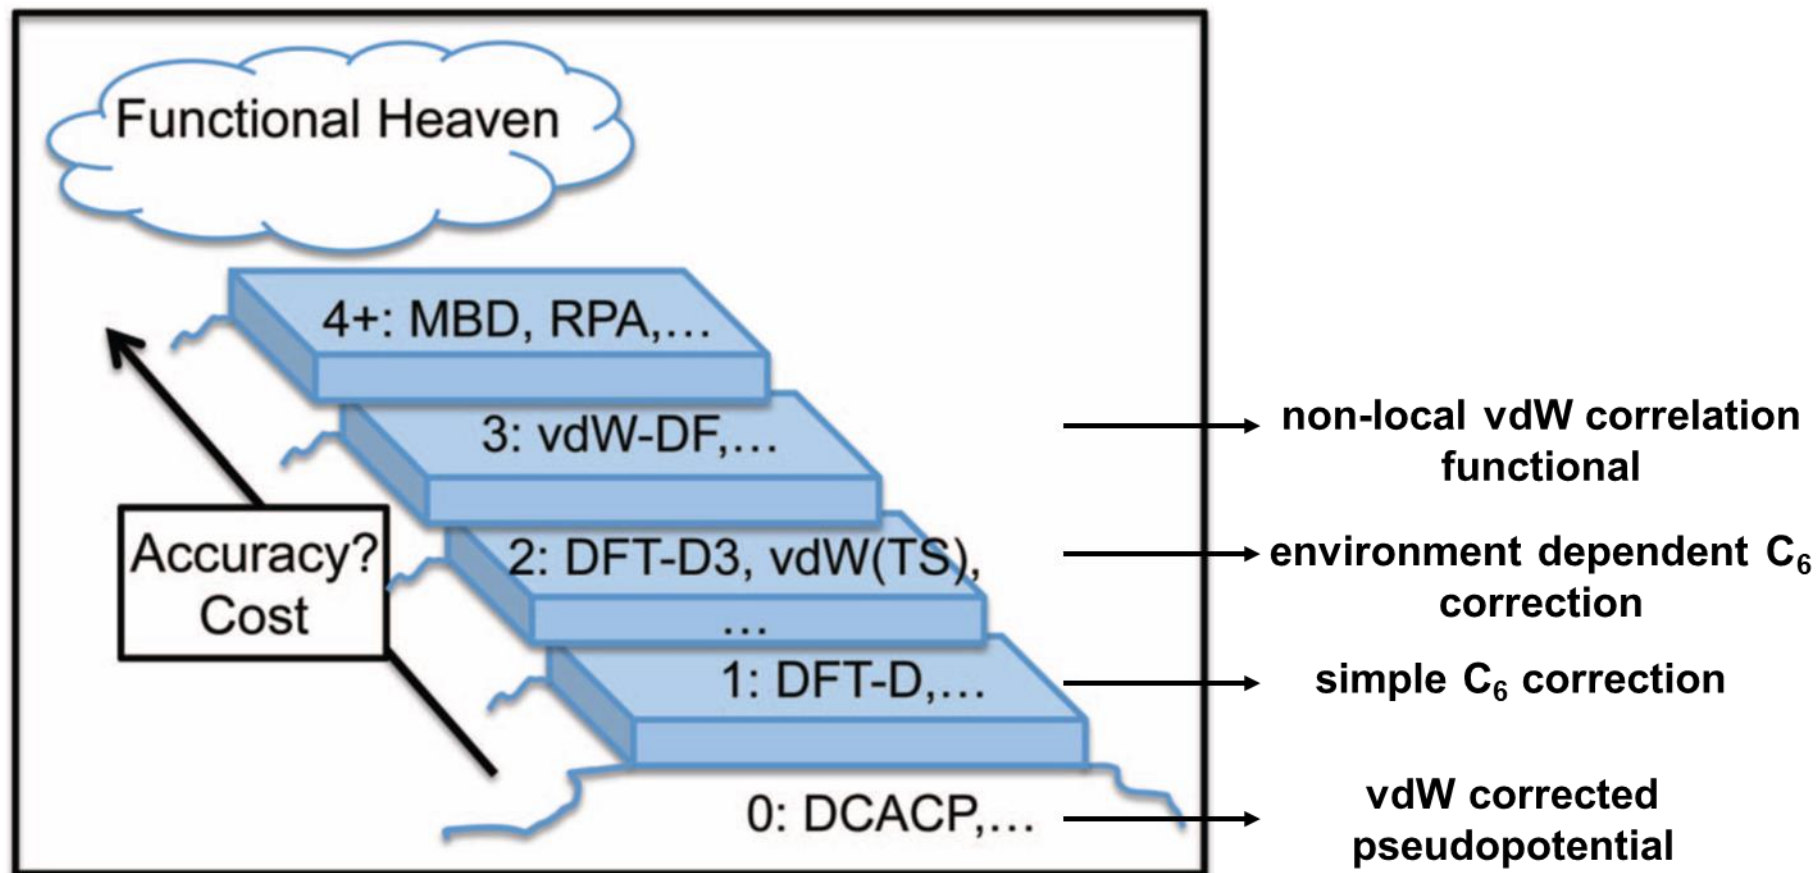 Functional Heaven
4+: MBD, RPA,…
3: vdW-DF,…
non-local vdW correlation
functional
Accuracy?
Cost
2: DFT-D3, vdW(TS),
…
environment dependent C₆
correction
1: DFT-D,…
simple C₆ correction
0: DCACP,…
vdW corrected
pseudopotential